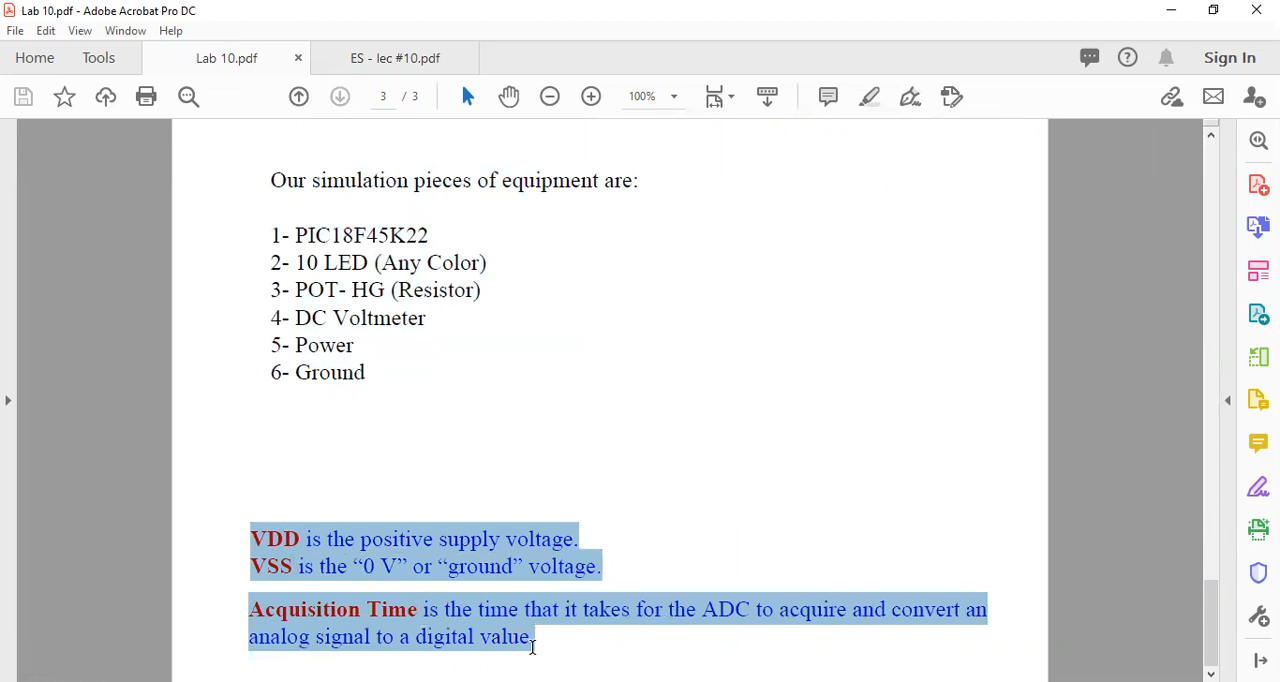 Lab 10.pdf - Adobe Acrobat Pro DC
File Edit View Window Help
Home Tools Lab 10.pdf × ES - lec #10.pdf Sign In
3 / 3 100%
Our simulation pieces of equipment are:
1- PIC18F45K22
2- 10 LED (Any Color)
3- POT- HG (Resistor)
4- DC Voltmeter
5- Power
6- Ground
VDD is the positive supply voltage.
VSS is the “0 V” or “ground” voltage.
Acquisition Time is the time that it takes for the ADC to acquire and convert an
analog signal to a digital value.